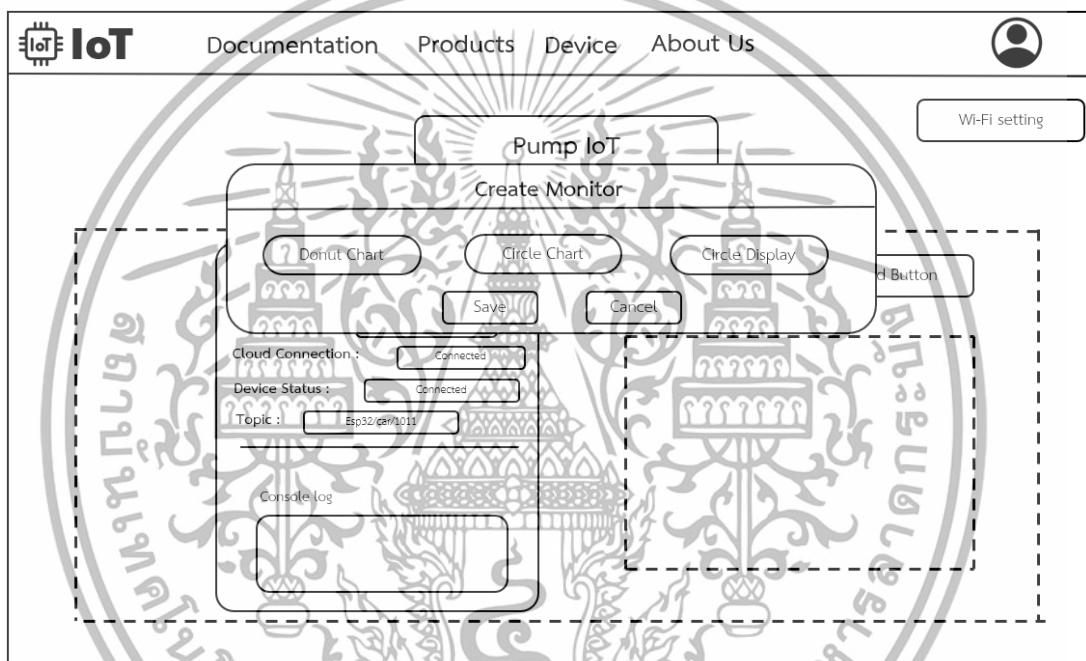 IoT IoT Documentation Products Device About Us
Wi-Fi setting
Pump IoT
Create Monitor
Donut Chart Circle Chart Circle Display
d Button
Save Cancel
Cloud Connection : Connected
Device Status : Connected
Topic : Esp32/car/1011
Console log